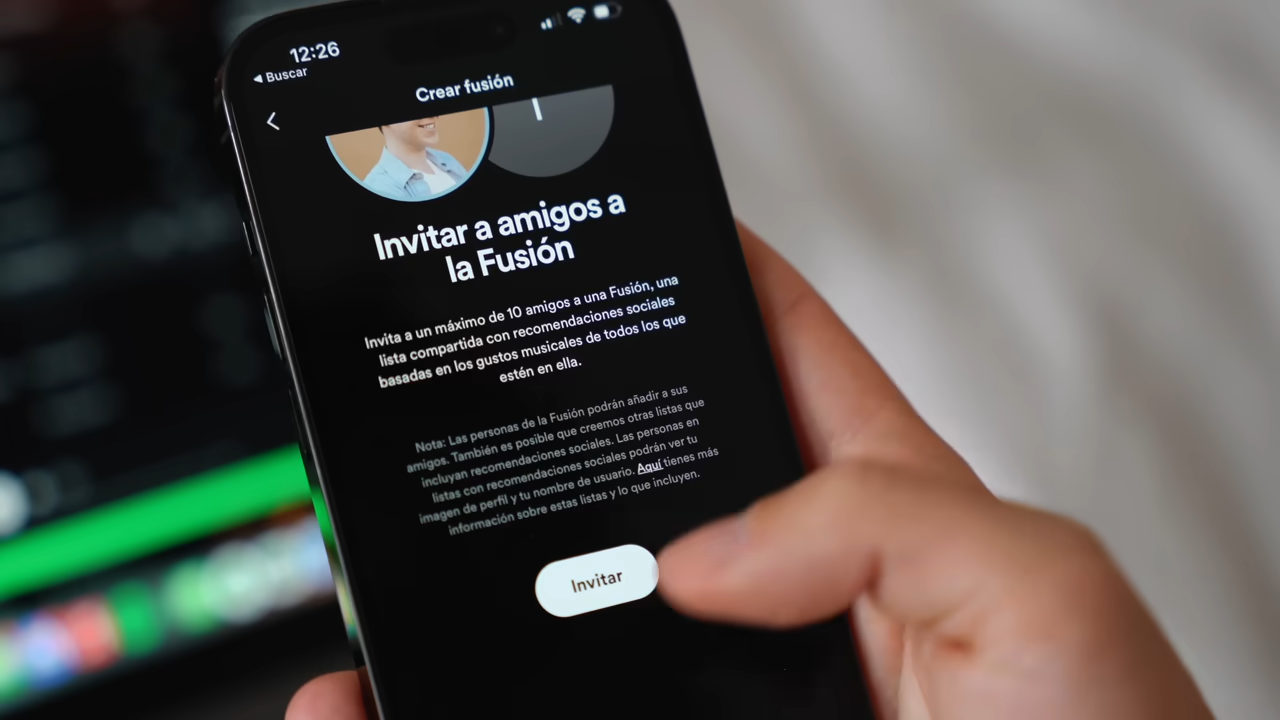 12:26
◀ Buscar
Crear fusión
Invitar a amigos a
la Fusión
Invita a un máximo de 10 amigos a una Fusión, una
lista compartida con recomendaciones sociales
basadas en los gustos musicales de todos los que
estén en ella.
Nota: Las personas de la Fusión podrán añadir a sus
amigos. También es posible que creemos otras listas que
incluyan recomendaciones sociales. Las personas en
listas con recomendaciones sociales podrán ver tu
imagen de perfil y tu nombre de usuario. Aquí tienes más
información sobre estas listas y lo que incluyen.
Invitar